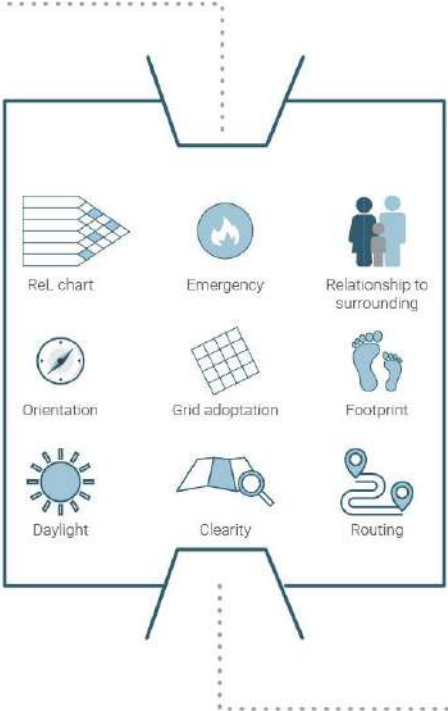 Rel. chart
Emergency
Relationship to
surrounding
Orientation
Grid adoptation
Footprint
Daylight
Clearity
Routing